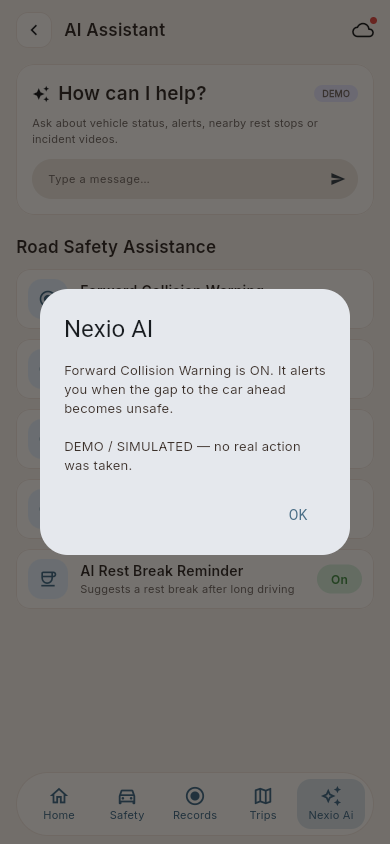 AI Assistant
How can I help?
DEMO
Ask about vehicle status, alerts, nearby rest stops or
incident videos.
Type a message...
Road Safety Assistance
Nexio AI
Forward Collision Warning is ON. It alerts
you when the gap to the car ahead
becomes unsafe.
DEMO / SIMULATED — no real action
was taken.
OK
AI Rest Break Reminder
Suggests a rest break after long driving
On
Home
Safety
Records
Trips
Nexio Ai